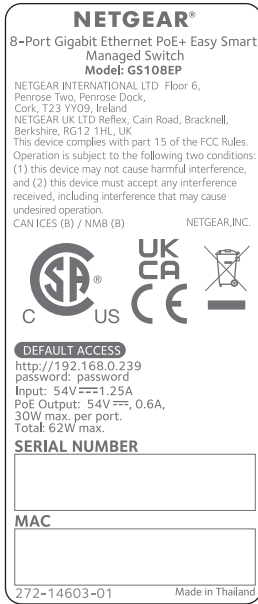 NETGEAR®
8-Port Gigabit Ethernet PoE+ Easy Smart
Managed Switch
Model: GS108EP
NETGEAR INTERNATIONAL LTD Floor 6,
Penrose Two, Penrose Dock,
Cork, T23 YY09, Ireland
NETGEAR UK LTD Reflex, Cain Road, Bracknell,
Berkshire, RG12 1HL, UK
This device complies with part 15 of the FCC Rules.
Operation is subject to the following two conditions:
(1) this device may not cause harmful interference,
and (2) this device must accept any interference
received, including interference that may cause
undesired operation.
CAN ICES (B) / NMB (B) NETGEAR,INC.
SA ®
C US
UK
CA
CE
DEFAULT ACCESS
http://192.168.0.239
password: password
Input: 54V⎓1.25A
PoE Output: 54V⎓, 0.6A,
30W max. per port.
Total: 62W max.
SERIAL NUMBER
MAC
272-14603-01 Made in Thailand